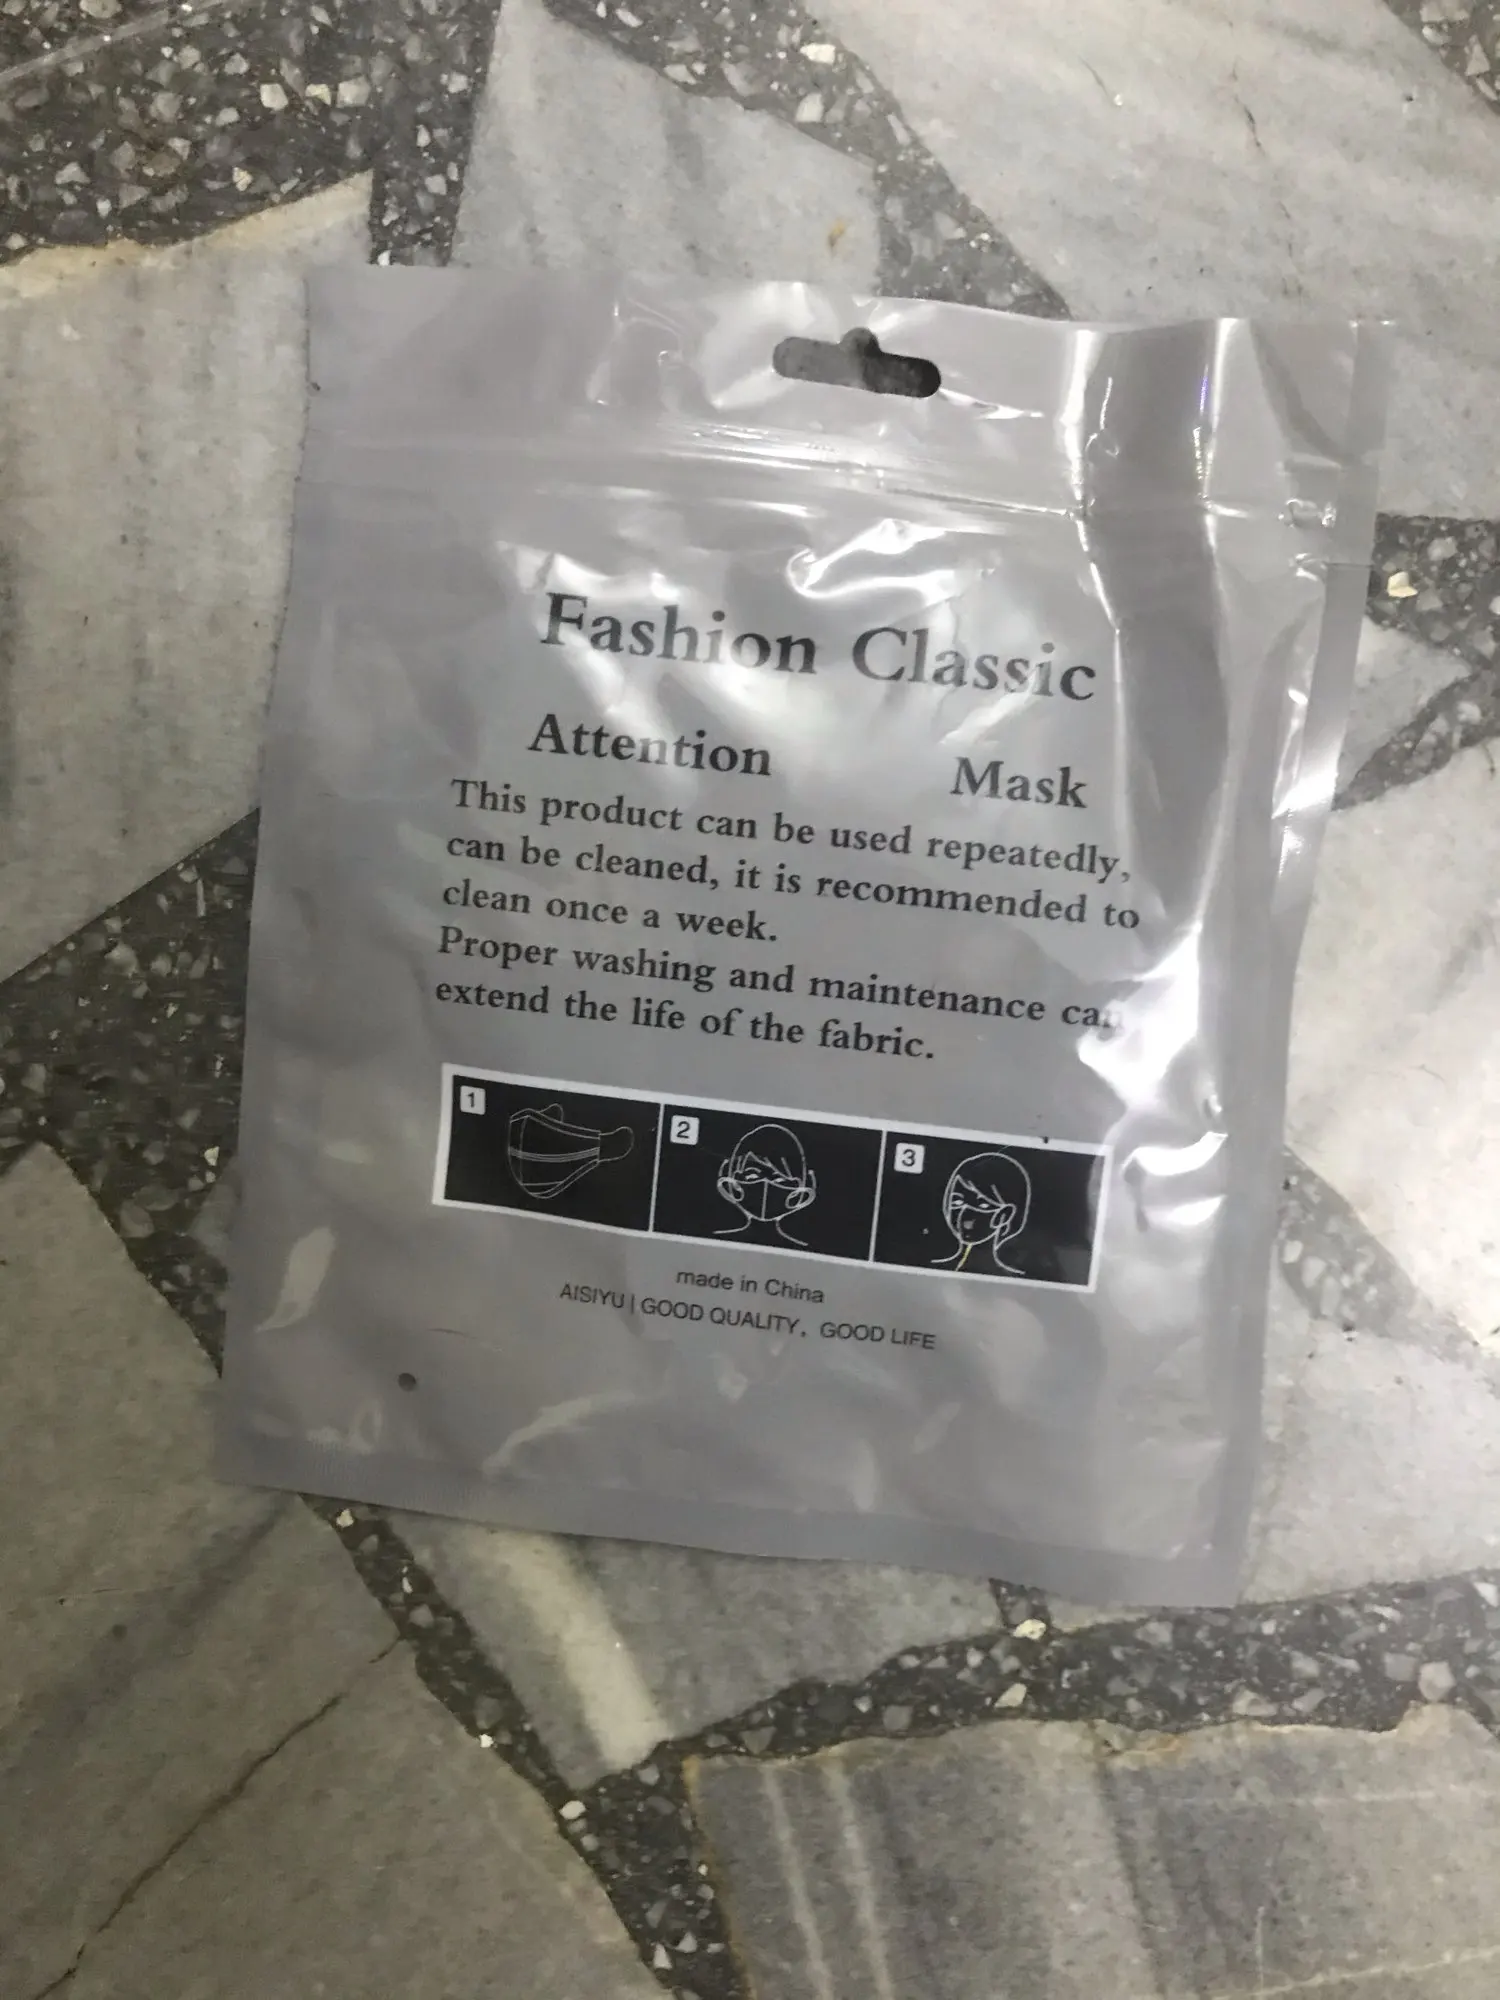 Fashion Classic
Attention Mask
This product can be used repeatedly,
can be cleaned, it is recommended to
clean once a week.
Proper washing and maintenance can
extend the life of the fabric.
1 2 3
made in China
AISIYU | GOOD QUALITY, GOOD LIFE